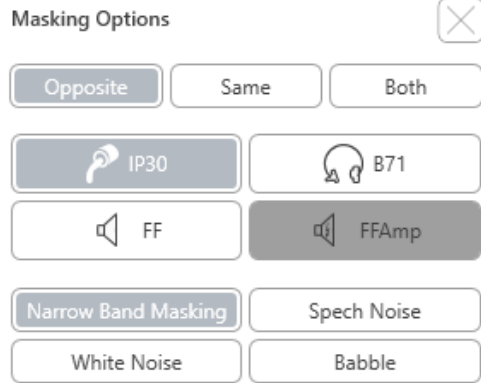 Masking Options
Opposite Same Both
IP30 B71
FF FFAmp
Narrow Band Masking Spech Noise
White Noise Babble